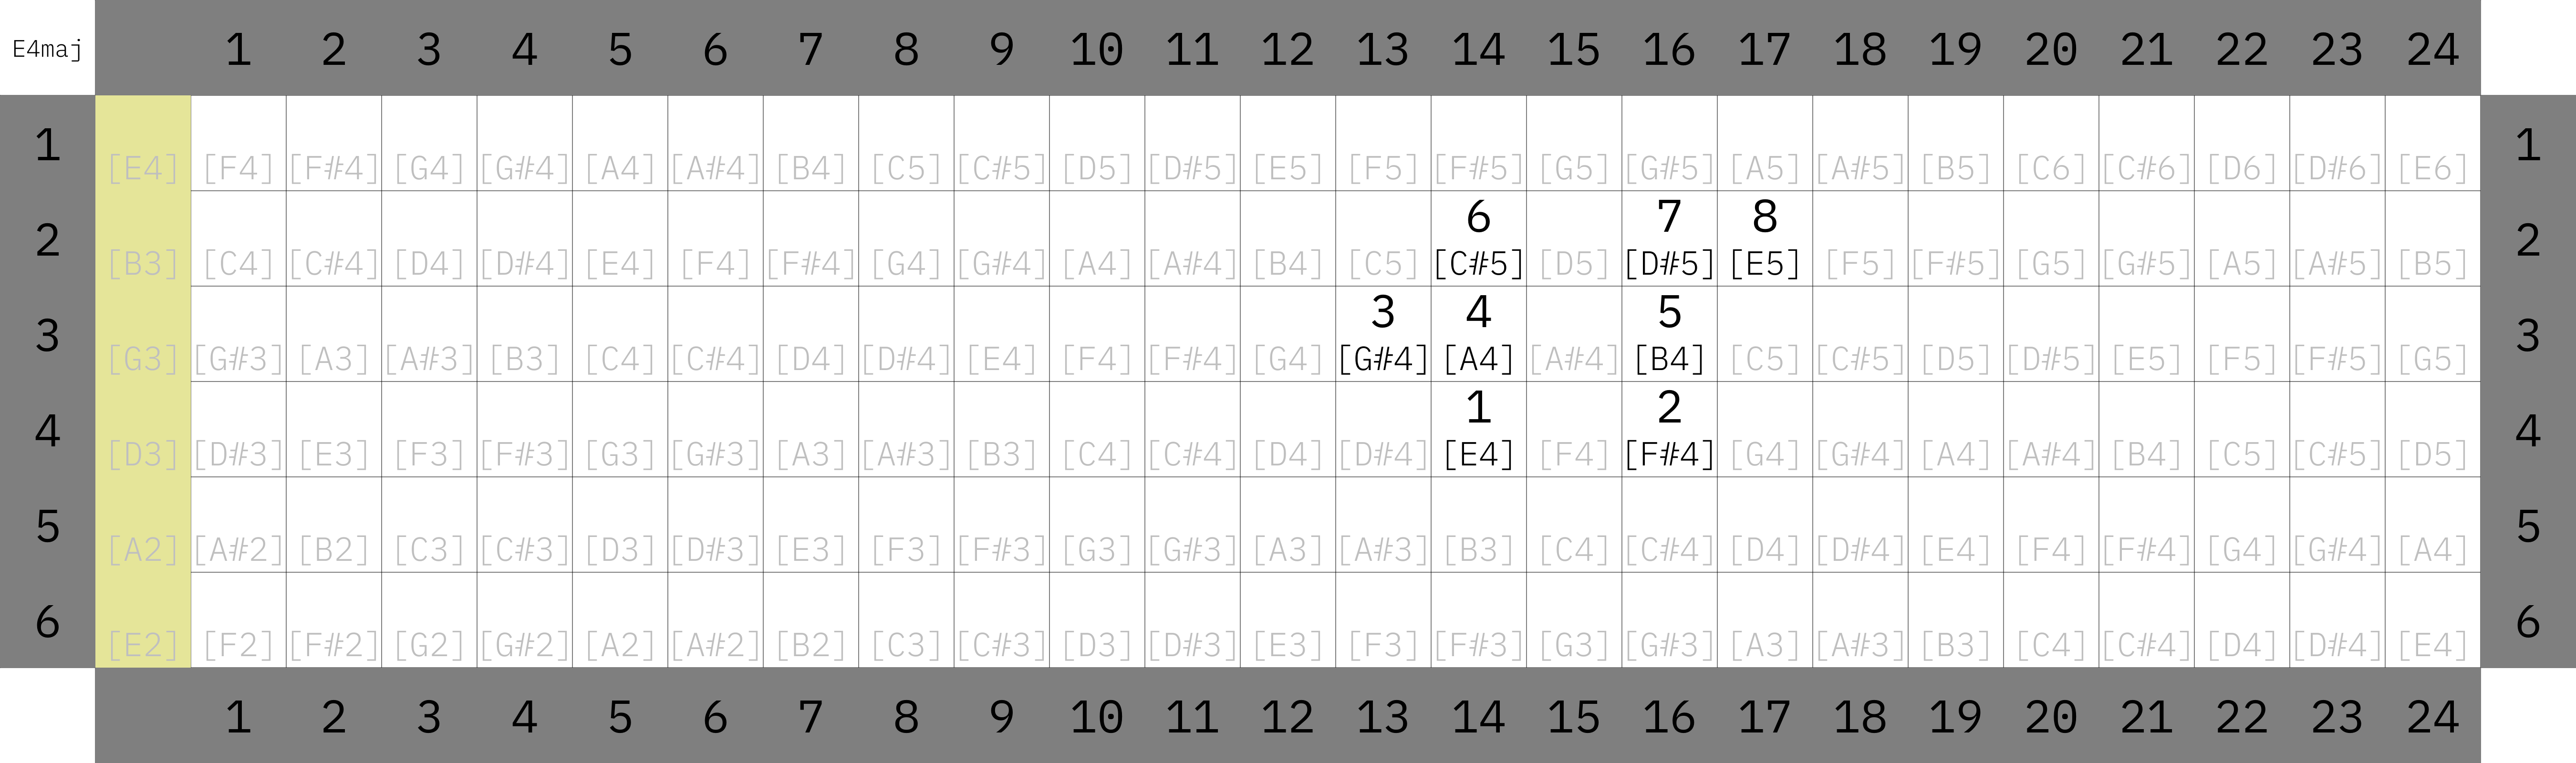 E4maj 1 2 3 4 5 6 7 8 9 10 11 12 13 14 15 16 17 18 19 20 21 22 23 24
1 [E4] [F4] [F#4] [G4] [G#4] [A4] [A#4] [B4] [C5] [C#5] [D5] [D#5] [E5] [F5] [F#5] [G5] [G#5] [A5] [A#5] [B5] [C6] [C#6] [D6] [D#6] [E6] 1
6 7 8
2 [B3] [C4] [C#4] [D4] [D#4] [E4] [F4] [F#4] [G4] [G#4] [A4] [A#4] [B4] [C5] [C#5] [D5] [D#5] [E5] [F5] [F#5] [G5] [G#5] [A5] [A#5] [B5] 2
3 4 5
3 [G3] [G#3] [A3] [A#3] [B3] [C4] [C#4] [D4] [D#4] [E4] [F4] [F#4] [G4] [G#4] [A4] [A#4] [B4] [C5] [C#5] [D5] [D#5] [E5] [F5] [F#5] [G5] 3
1 2
4 [D3] [D#3] [E3] [F3] [F#3] [G3] [G#3] [A3] [A#3] [B3] [C4] [C#4] [D4] [D#4] [E4] [F4] [F#4] [G4] [G#4] [A4] [A#4] [B4] [C5] [C#5] [D5] 4
5 [A2] [A#2] [B2] [C3] [C#3] [D3] [D#3] [E3] [F3] [F#3] [G3] [G#3] [A3] [A#3] [B3] [C4] [C#4] [D4] [D#4] [E4] [F4] [F#4] [G4] [G#4] [A4] 5
6 [E2] [F2] [F#2] [G2] [G#2] [A2] [A#2] [B2] [C3] [C#3] [D3] [D#3] [E3] [F3] [F#3] [G3] [G#3] [A3] [A#3] [B3] [C4] [C#4] [D4] [D#4] [E4] 6
1 2 3 4 5 6 7 8 9 10 11 12 13 14 15 16 17 18 19 20 21 22 23 24